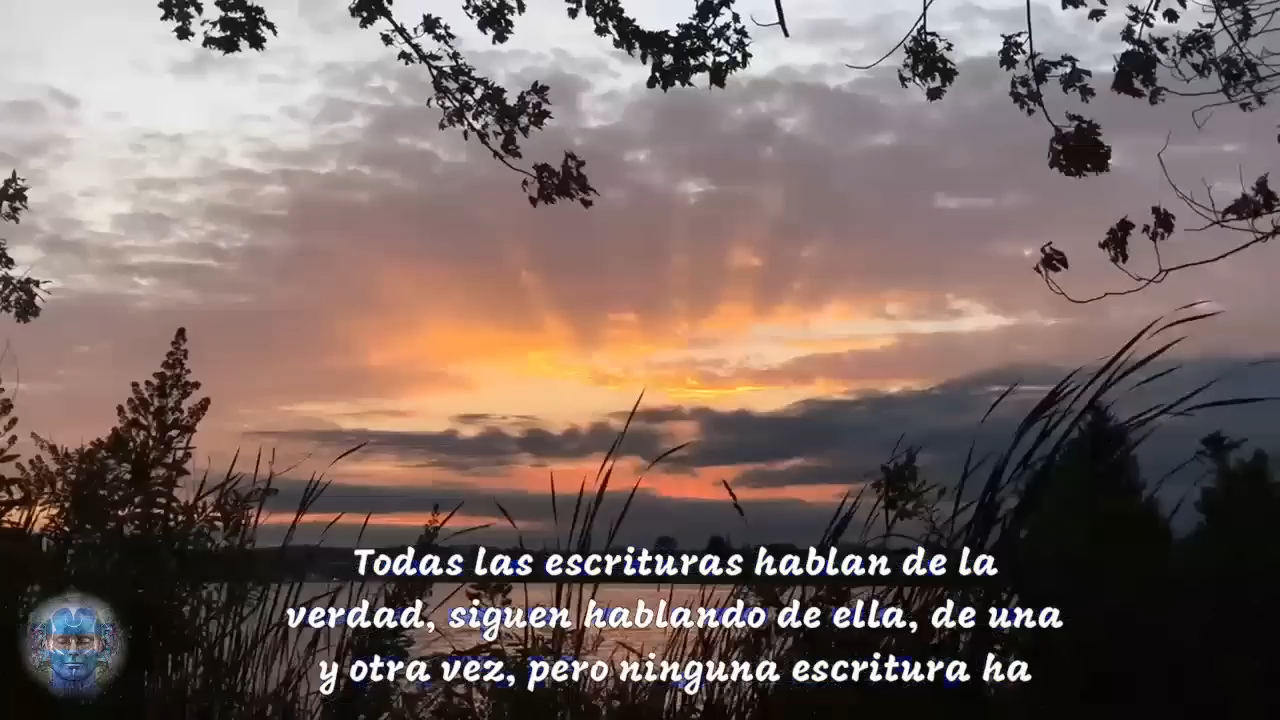 Todas las escrituras hablan de la
verdad, siguen hablando de ella, de una
y otra vez, pero ninguna escritura ha